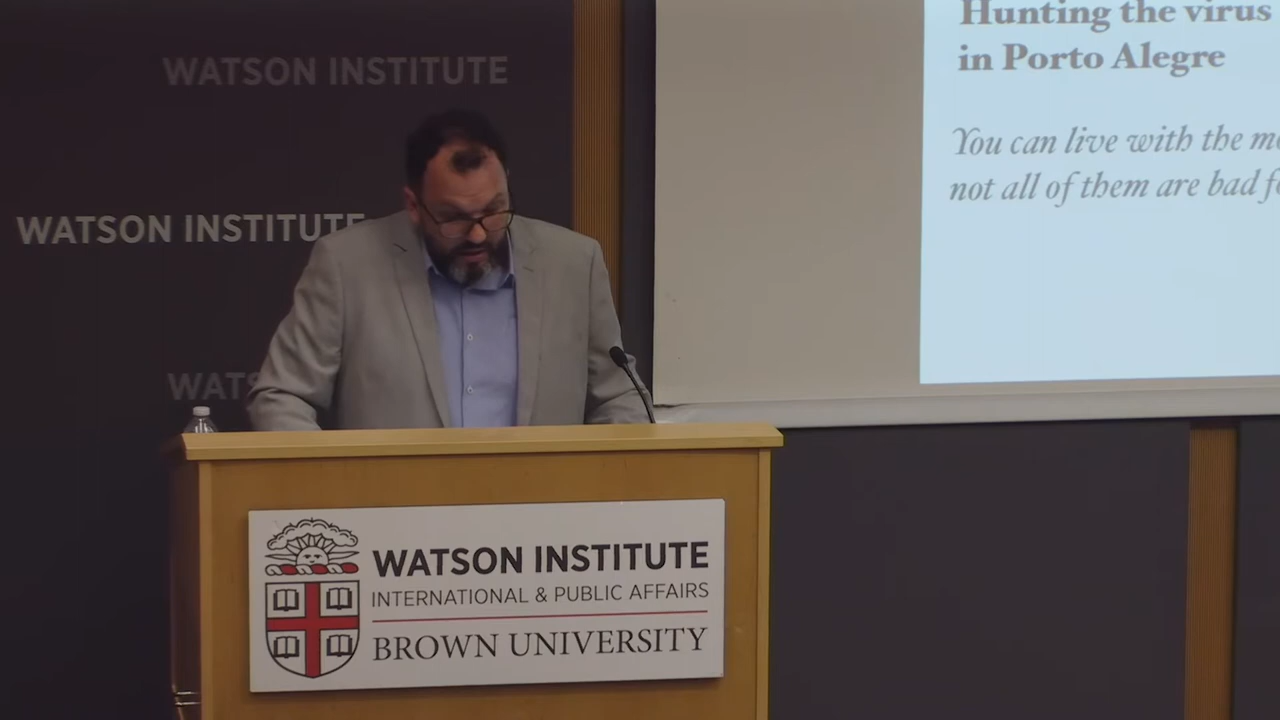 WATSON INSTITUTE
WATSON INSTITUTE
WATS
Hunting the virus
in Porto Alegre
You can live with the
not all of them are bad
WATSON INSTITUTE
INTERNATIONAL & PUBLIC AFFAIRS
BROWN UNIVERSITY